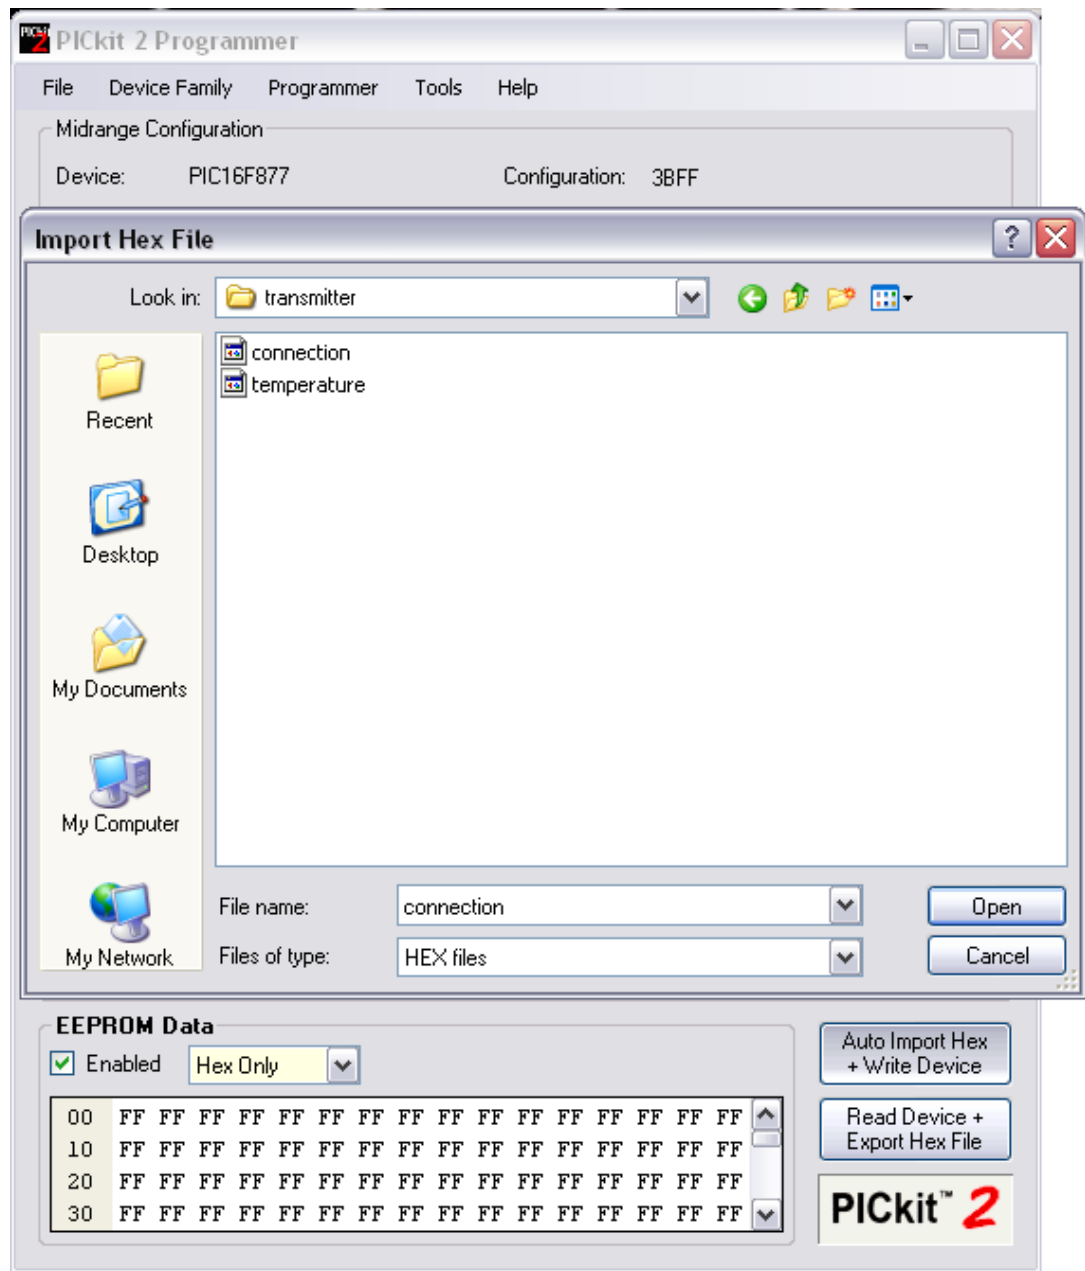 PICkit 2 Programmer
File Device Family Programmer Tools Help
Midrange Configuration
Device: PIC16F877 Configuration: 3BFF
Import Hex File
Look in: transmitter
connection
temperature
Recent
Desktop
My Documents
My Computer
My Network
File name: connection Open
Files of type: HEX files Cancel
EEPROM Data
Enabled Hex Only
Auto Import Hex
+ Write Device
00 FF FF FF FF FF FF FF FF FF FF FF FF FF FF FF FF
10 FF FF FF FF FF FF FF FF FF FF FF FF FF FF FF FF
20 FF FF FF FF FF FF FF FF FF FF FF FF FF FF FF FF
30 FF FF FF FF FF FF FF FF FF FF FF FF FF FF FF FF
Read Device +
Export Hex File
PICkit™ 2